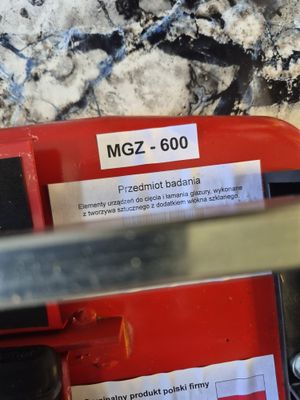 MGZ - 600
Przedmiot badania
Elementy urządzeń do cięcia i łamania glazury, wykonane
z tworzywa sztucznego z dodatkiem włókna szklanego.
Oryginalny produkt polski firmy